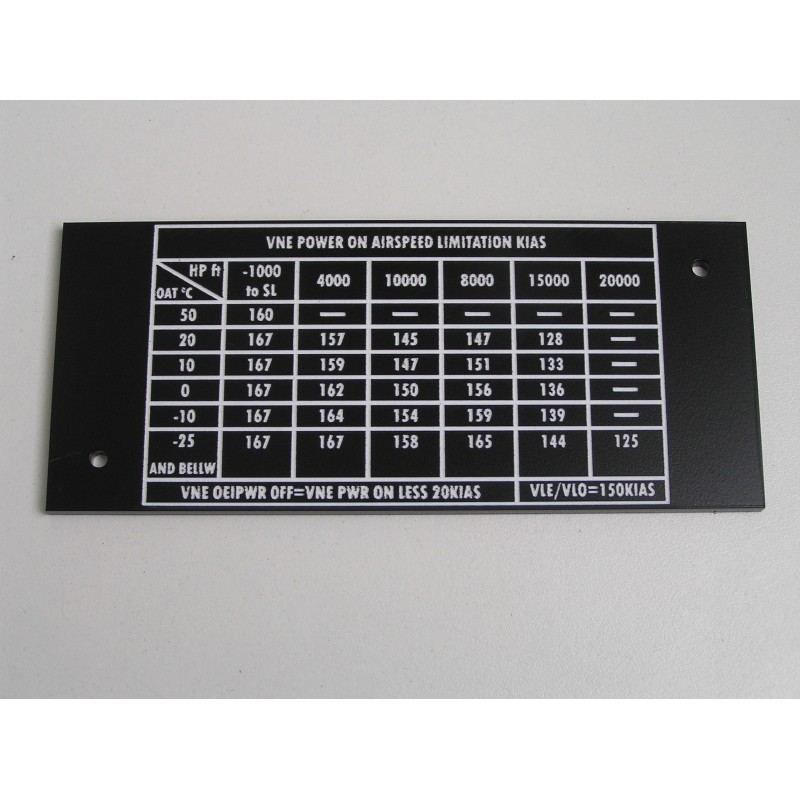 VNE POWER ON AIRSPEED LIMITATION KIAS
HP ft -1000 to SL 4000 10000 8000 15000 20000
OAT °C
50 160 — — — — —
20 167 157 145 147 128 —
10 167 159 147 151 133 —
0 167 162 150 156 136 —
-10 167 164 154 159 139 —
-25 167 167 158 165 144 125
AND BELLW
VNE OEIPWR OFF=VNE PWR ON LESS 20KIAS VLE/VLO=150KIAS